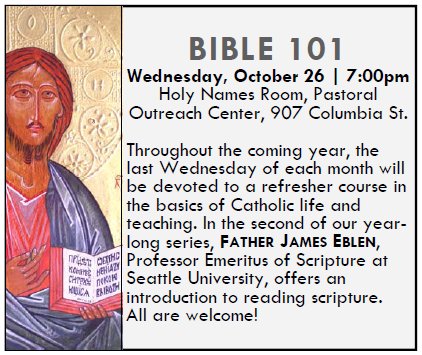 BIBLE 101
Wednesday, October 26 | 7:00pm
Holy Names Room, Pastoral
Outreach Center, 907 Columbia St.
Throughout the coming year, the
last Wednesday of each month will
be devoted to a refresher course in
the basics of Catholic life and
teaching. In the second of our year-
long series, FATHER JAMES EBLEN,
Professor Emeritus of Scripture at
Seattle University, offers an
introduction to reading scripture.
All are welcome!